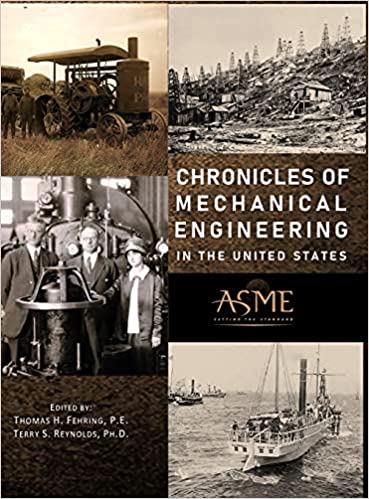 CHRONICLES OF
MECHANICAL
ENGINEERING
IN THE UNITED STATES
ASME
SETTING THE STANDARD
EDITED BY:
THOMAS H. FEHRING, P.E.
TERRY S. REYNOLDS, PH.D.